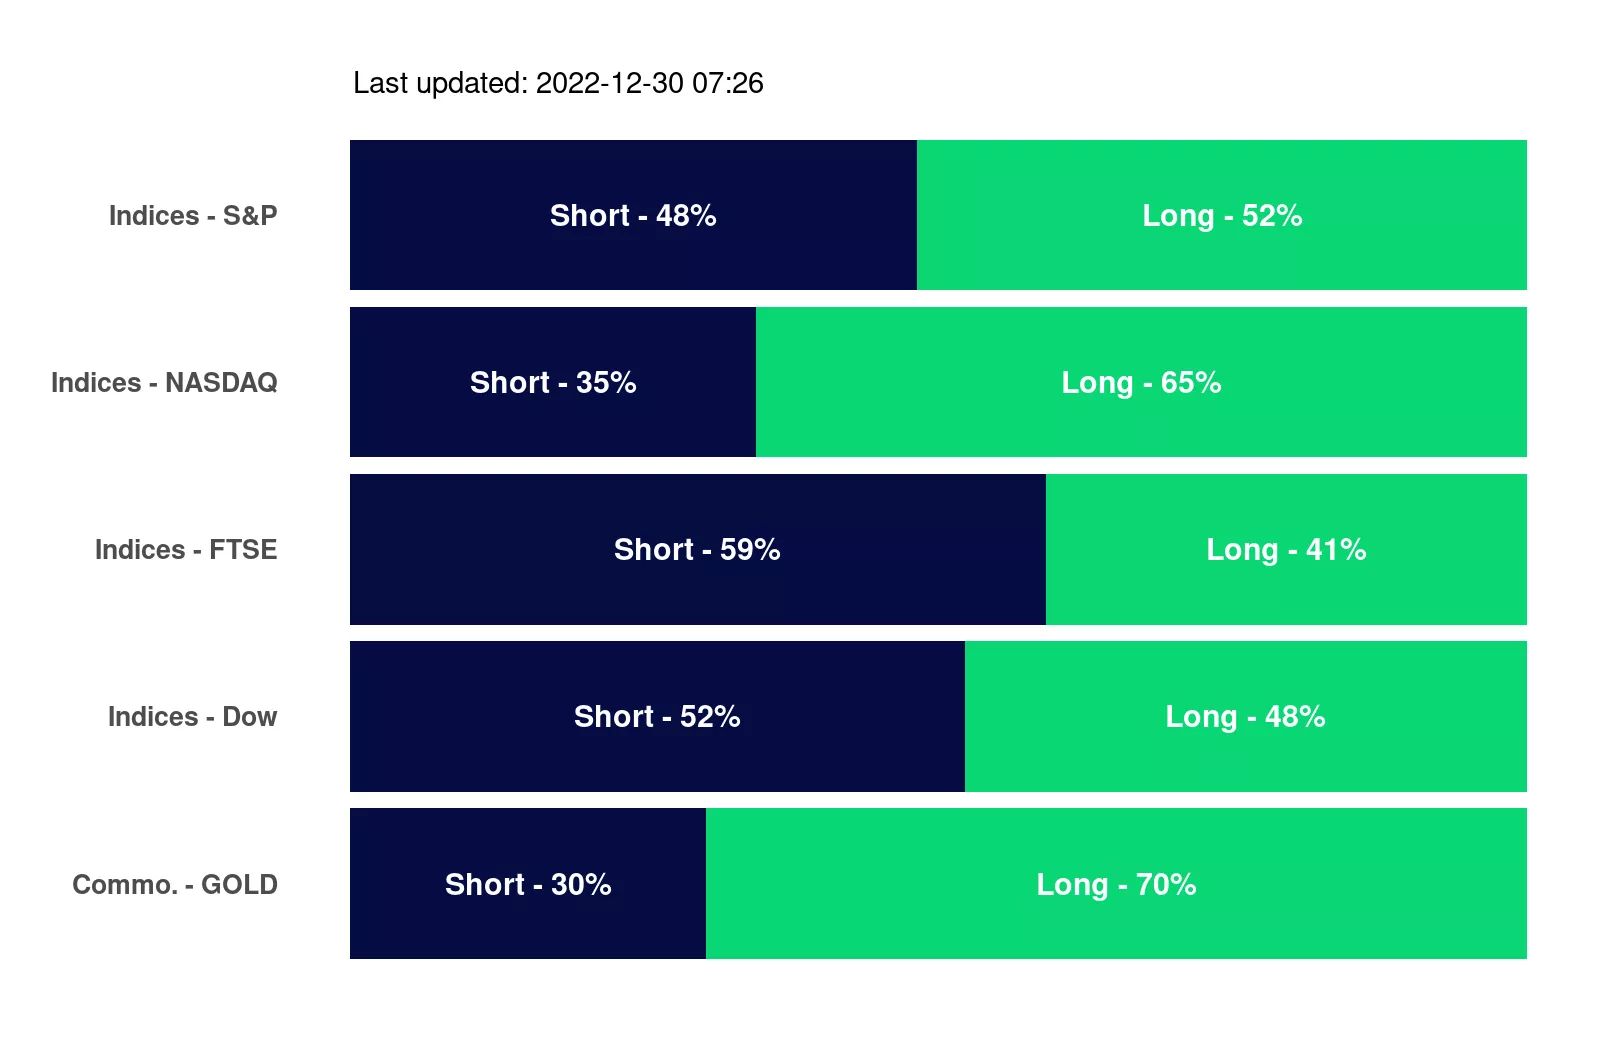 Last updated: 2022-12-30 07:26
Indices - S&P Short - 48% Long - 52%
Indices - NASDAQ Short - 35% Long - 65%
Indices - FTSE Short - 59% Long - 41%
Indices - Dow Short - 52% Long - 48%
Commo. - GOLD Short - 30% Long - 70%